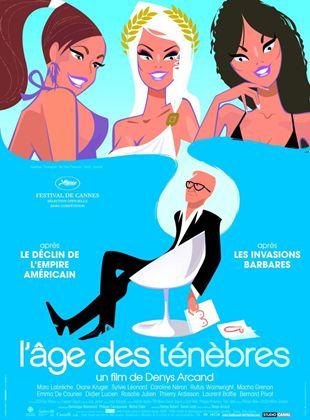 FESTIVAL DE CANNES
SÉLECTION OFFICIELLE
après
LE DÉCLIN DE
L'EMPIRE
AMÉRICAIN
après
LES INVASIONS
BARBARES
l'âge des ténèbres
un film de Denys Arcand
Marc Labrèche Diane Kruger Sylvie Léonard Caroline Néron Rufus Wainwright Macha Grenon
Emma De Caunes Didier Lucien Rosalie Julien Thierry Ardisson Laurent Baffie Bernard Pivot
STUDIO CANAL